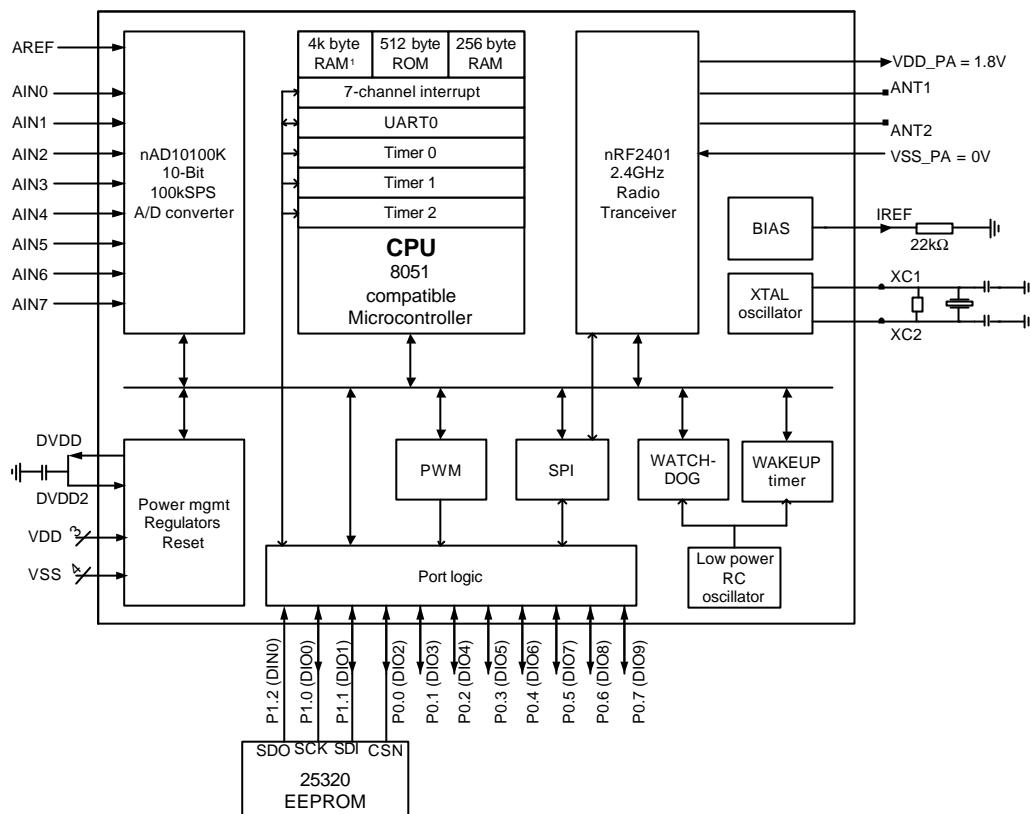 AREF
AIN0
AIN1
AIN2
AIN3
AIN4
AIN5
AIN6
AIN7
nAD10100K
10-Bit
100kSPS
A/D converter
4k byte
RAM¹
512 byte
ROM
256 byte
RAM
7-channel interrupt
UART0
Timer 0
Timer 1
Timer 2
CPU
8051
compatible
Microcontroller
nRF2401
2.4GHz
Radio
Tranceiver
VDD_PA = 1.8V
ANT1
ANT2
VSS_PA = 0V
BIAS
IREF
22kΩ
XTAL
oscillator
XC1
XC2
DVDD
DVDD2
VDD
3
VSS
4
Power mgmt
Regulators
Reset
PWM
SPI
WATCH-
DOG
WAKEUP
timer
Low power
RC
oscillator
Port logic
P1.2 (DIN0)
P1.0 (DIO0)
P1.1 (DIO1)
P0.0 (DIO2)
P0.1 (DIO3)
P0.2 (DIO4)
P0.3 (DIO5)
P0.4 (DIO6)
P0.5 (DIO7)
P0.6 (DIO8)
P0.7 (DIO9)
SDO SCK SDI CSN
25320
EEPROM